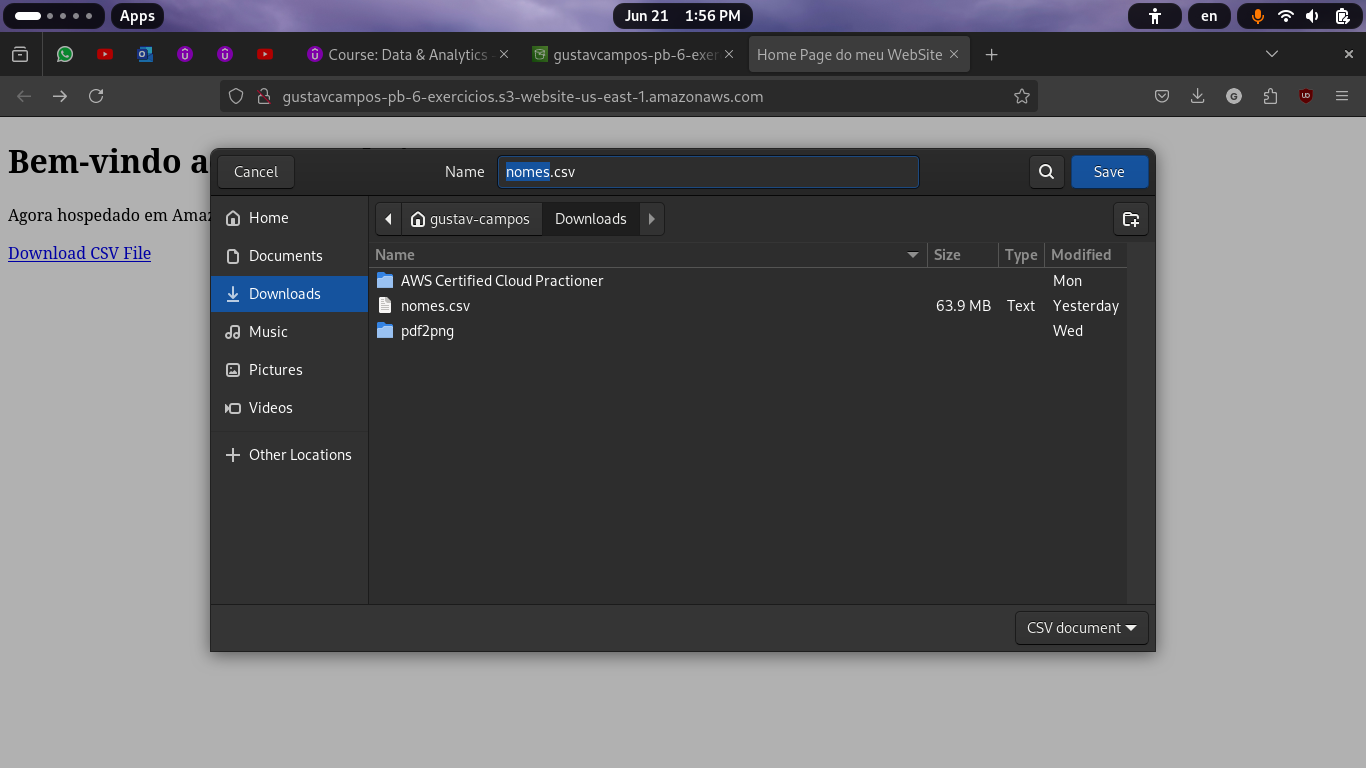 Apps
Jun 21 1:56 PM
en
Course: Data & Analytics
gustavcampos-pb-6-exer
Home Page do meu WebSite
gustavcampos-pb-6-exercicios.s3-website-us-east-1.amazonaws.com
Bem-vindo a
Agora hospedado em Amaz
Download CSV File
Cancel
Name
nomes.csv
Save
Home
Documents
Downloads
Music
Pictures
Videos
Other Locations
gustav-campos
Downloads
Name Size Type Modified
AWS Certified Cloud Practioner Mon
nomes.csv 63.9 MB Text Yesterday
pdf2png Wed
CSV document